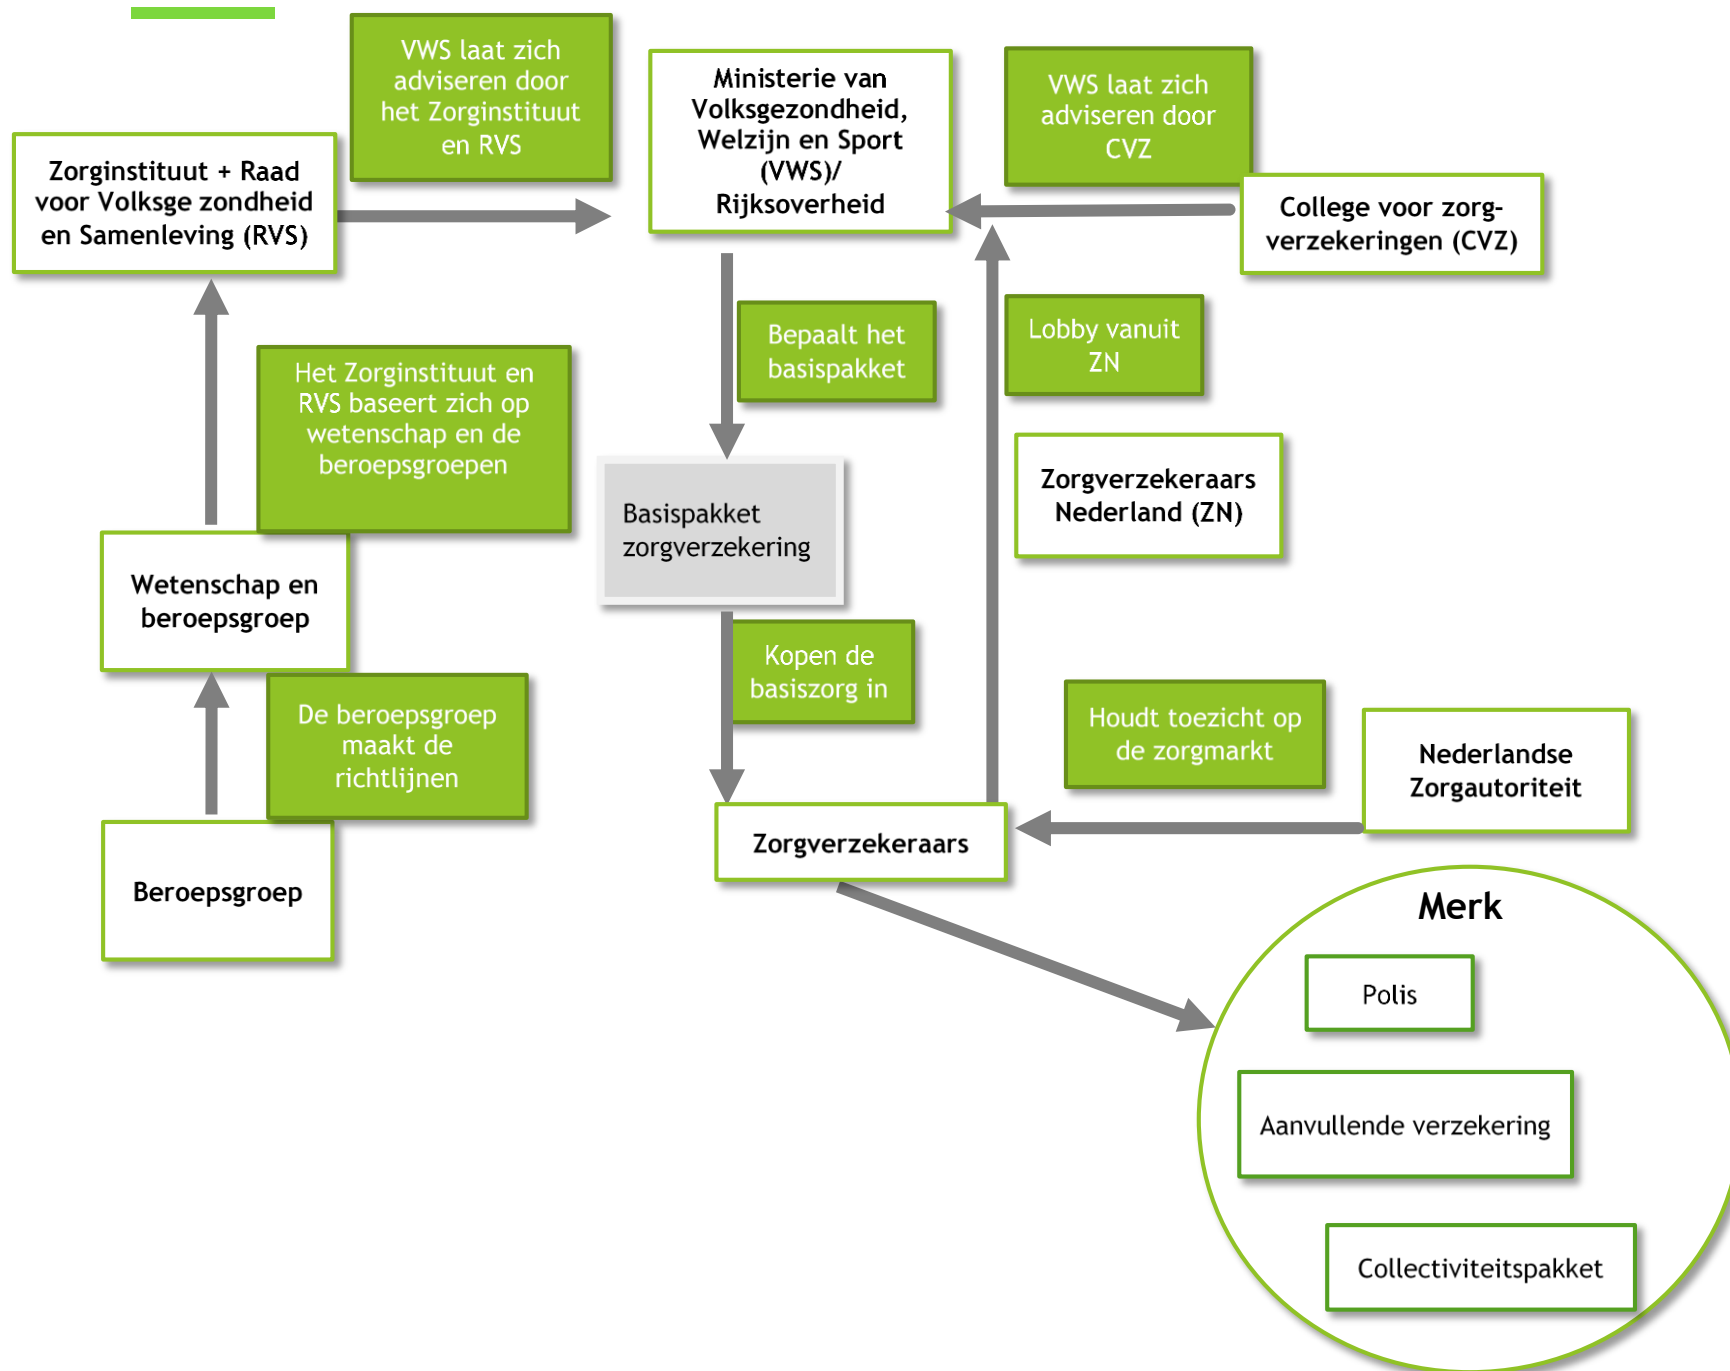 VWS laat zich
adviseren door
het Zorginstituut
en RVS
Ministerie van
Volksgezondheid,
Welzijn en Sport
(VWS)/
Rijksoverheid
VWS laat zich
adviseren door
CVZ
Zorginstituut + Raad
voor Volksge zondheid
en Samenleving (RVS)
College voor zorg-
verzekeringen (CVZ)
Bepaalt het
basispakket
Lobby vanuit
ZN
Het Zorginstituut en
RVS baseert zich op
wetenschap en de
beroepsgroepen
Zorgverzekeraars
Nederland (ZN)
Basispakket
zorgverzekering
Wetenschap en
beroepsgroep
Kopen de
basiszorg in
De beroepsgroep
maakt de
richtlijnen
Houdt toezicht op
de zorgmarkt
Nederlandse
Zorgautoriteit
Zorgverzekeraars
Beroepsgroep
Merk
Polis
Aanvullende verzekering
Collectiviteitspakket